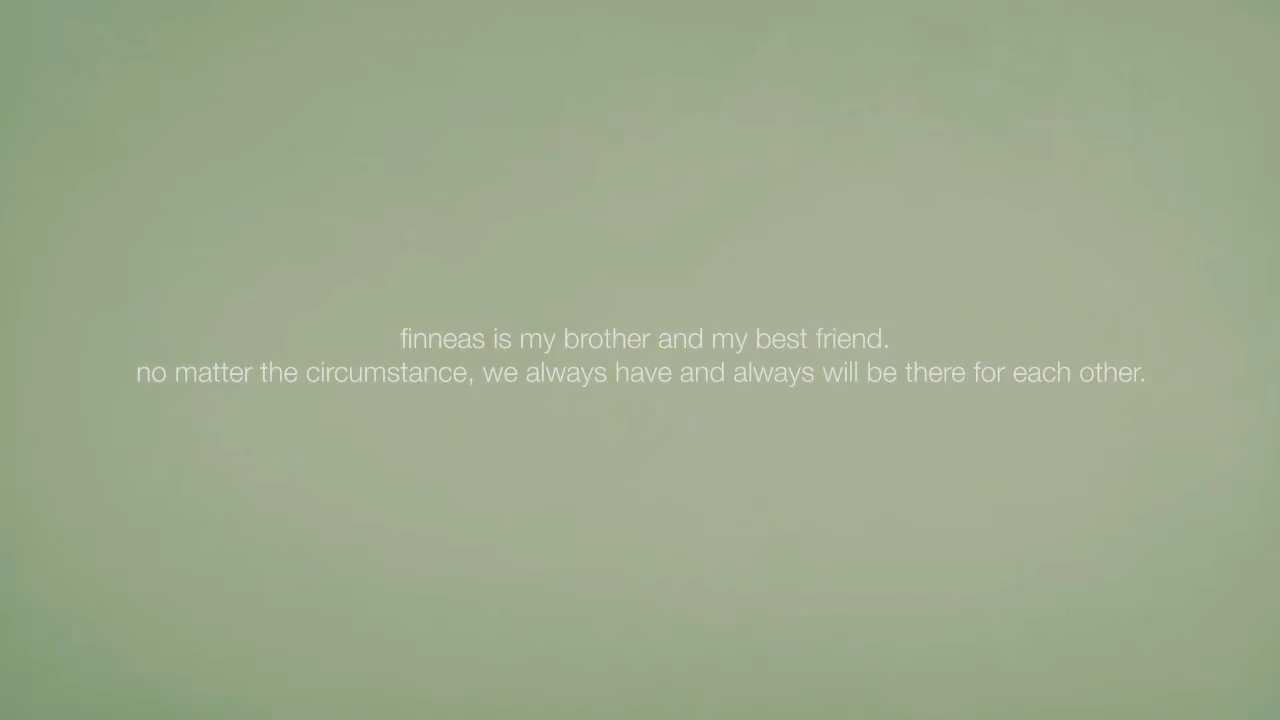 finneas is my brother and my best friend.
no matter the circumstance, we always have and always will be there for each other.